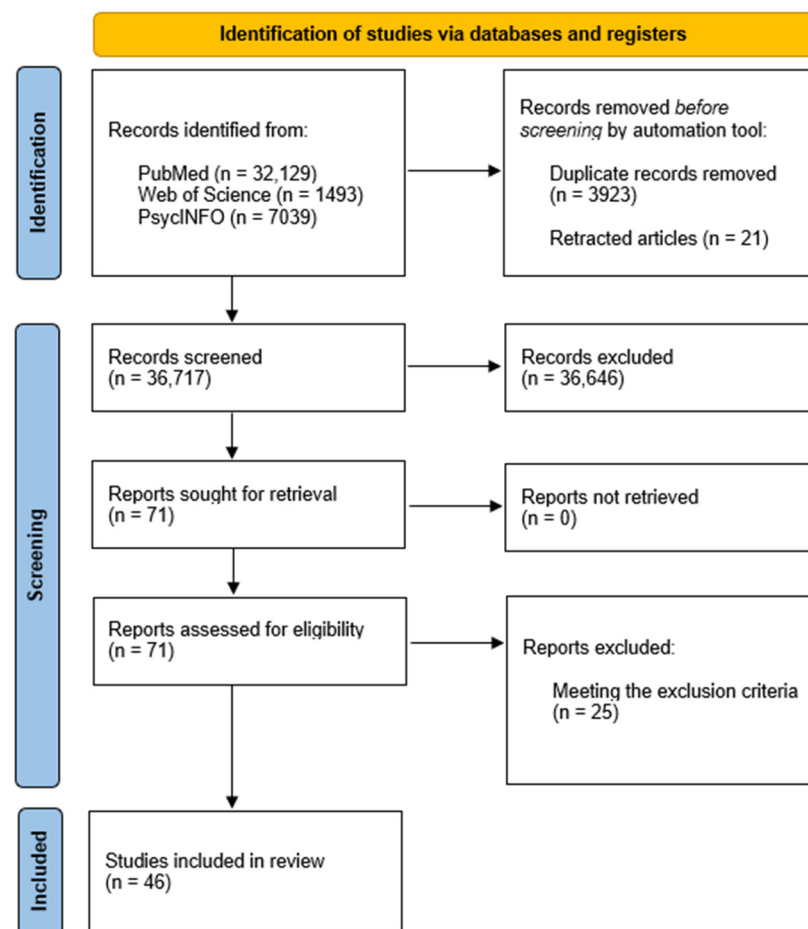 Identification of studies via databases and registers
Identification
Records identified from:
PubMed (n = 32,129)
Web of Science (n = 1493)
PsycINFO (n = 7039)
Records removed before
screening by automation tool:
Duplicate records removed
(n = 3923)
Retracted articles (n = 21)
Screening
Records screened
(n = 36,717)
Records excluded
(n = 36,646)
Reports sought for retrieval
(n = 71)
Reports not retrieved
(n = 0)
Reports assessed for eligibility
(n = 71)
Reports excluded:
Meeting the exclusion criteria
(n = 25)
Included
Studies included in review
(n = 46)